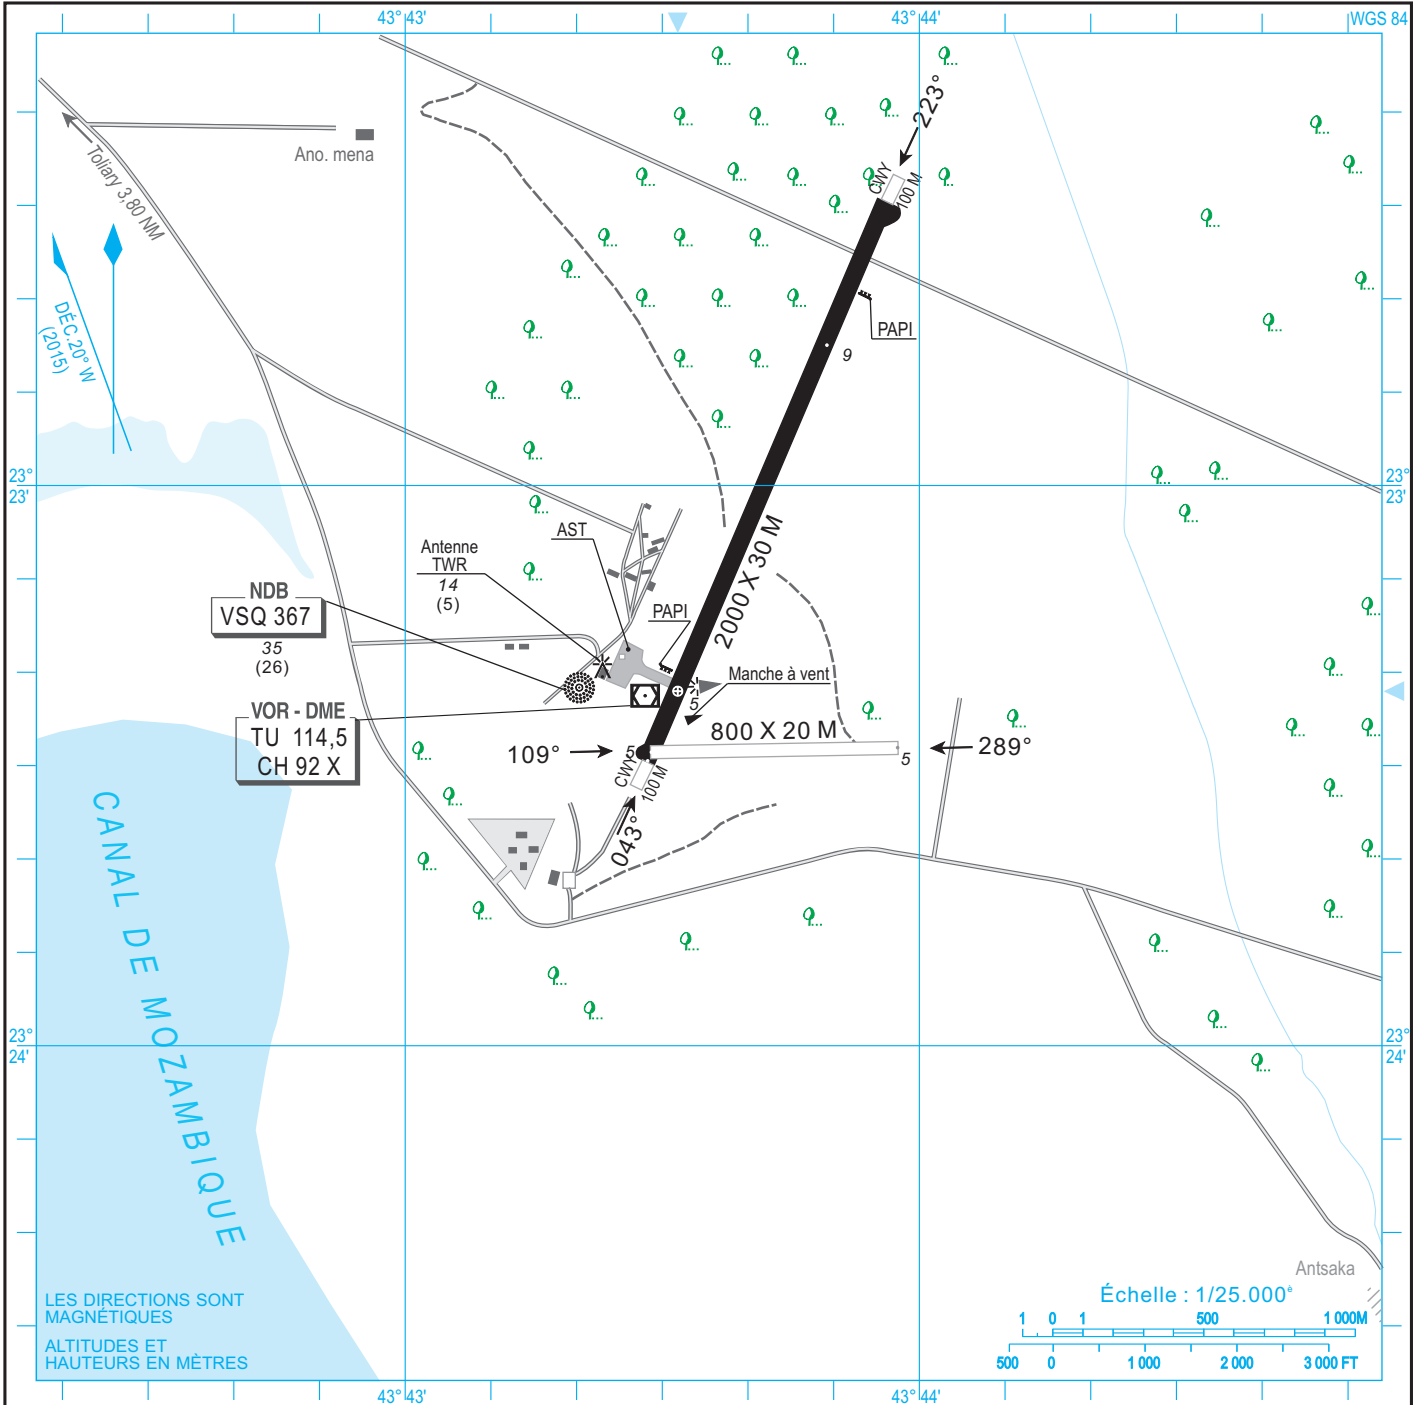 43° 43'
43° 44'
WGS 84
223°
Ano. mena
Toliary 3,80 NM
CWY
100 M
DÉC.20° W
(2015)
PAPI
9
23°
23'
23°
23'
AST
Antenne
TWR
14
(5)
2000 X 30 M
NDB
VSQ 367
35
(26)
PAPI
Manche à vent
5
VOR - DME
TU 114,5
CH 92 X
800 X 20 M
109°
5
5
289°
CWY
100 M
043°
CANAL DE MOZAMBIQUE
23°
24'
23°
24'
Antsaka
LES DIRECTIONS SONT
MAGNÉTIQUES
ALTITUDES ET
HAUTEURS EN MÈTRES
Échelle : 1/25.000è
1 0 1 500 1 000M
500 0 1 000 2 000 3 000 FT
43° 43'
43° 44'